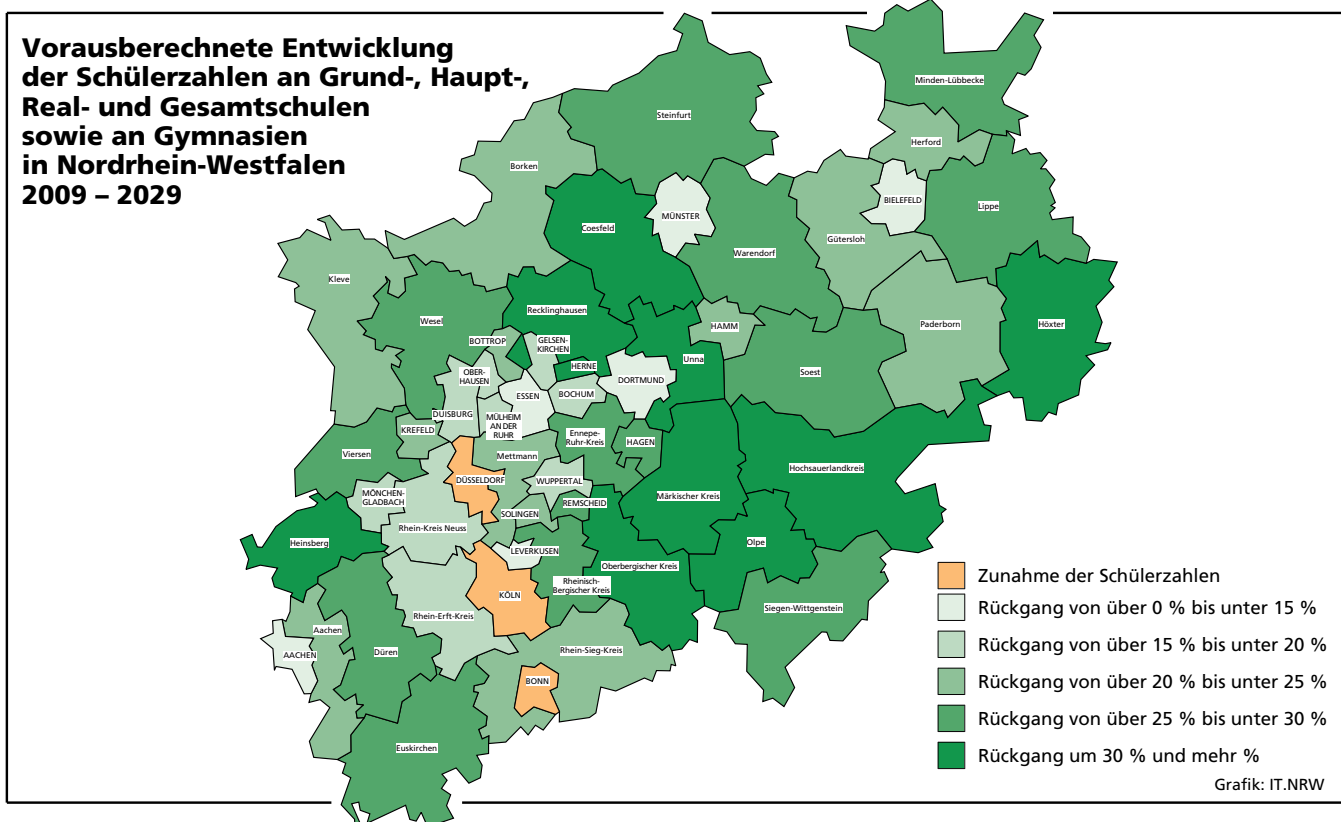 Vorausberechnete Entwicklung
der Schülerzahlen an Grund-, Haupt-,
Real- und Gesamtschulen
sowie an Gymnasien
in Nordrhein-Westfalen
2009 – 2029
Minden-Lübbecke
Steinfurt
Herford
Borken
BIELEFELD
Lippe
MÜNSTER
Coesfeld
Gütersloh
Warendorf
Kleve
Recklinghausen
Wesel
Paderborn
Höxter
HAMM
BOTTROP
GELSEN-
KIRCHEN
Unna
HERNE
Soest
OBER-
HAUSEN
DORTMUND
ESSEN
BOCHUM
DUISBURG
MÜLHEIM
AN DER
RUHR
KREFELD
Ennepe-
Ruhr-Kreis
HAGEN
Viersen
Mettmann
Hochsauerlandkreis
DÜSSELDORF
WUPPERTAL
MÖNCHEN-
GLADBACH
Märkischer Kreis
REMSCHEID
SOLINGEN
Rhein-Kreis Neuss
Heinsberg
Olpe
LEVERKUSEN
Oberbergischer Kreis
Rheinisch-
Bergischer Kreis
KÖLN
Siegen-Wittgenstein
Rhein-Erft-Kreis
Aachen
AACHEN
Düren
Rhein-Sieg-Kreis
BONN
Euskirchen
Zunahme der Schülerzahlen
Rückgang von über 0 % bis unter 15 %
Rückgang von über 15 % bis unter 20 %
Rückgang von über 20 % bis unter 25 %
Rückgang von über 25 % bis unter 30 %
Rückgang um 30 % und mehr %
Grafik: IT.NRW